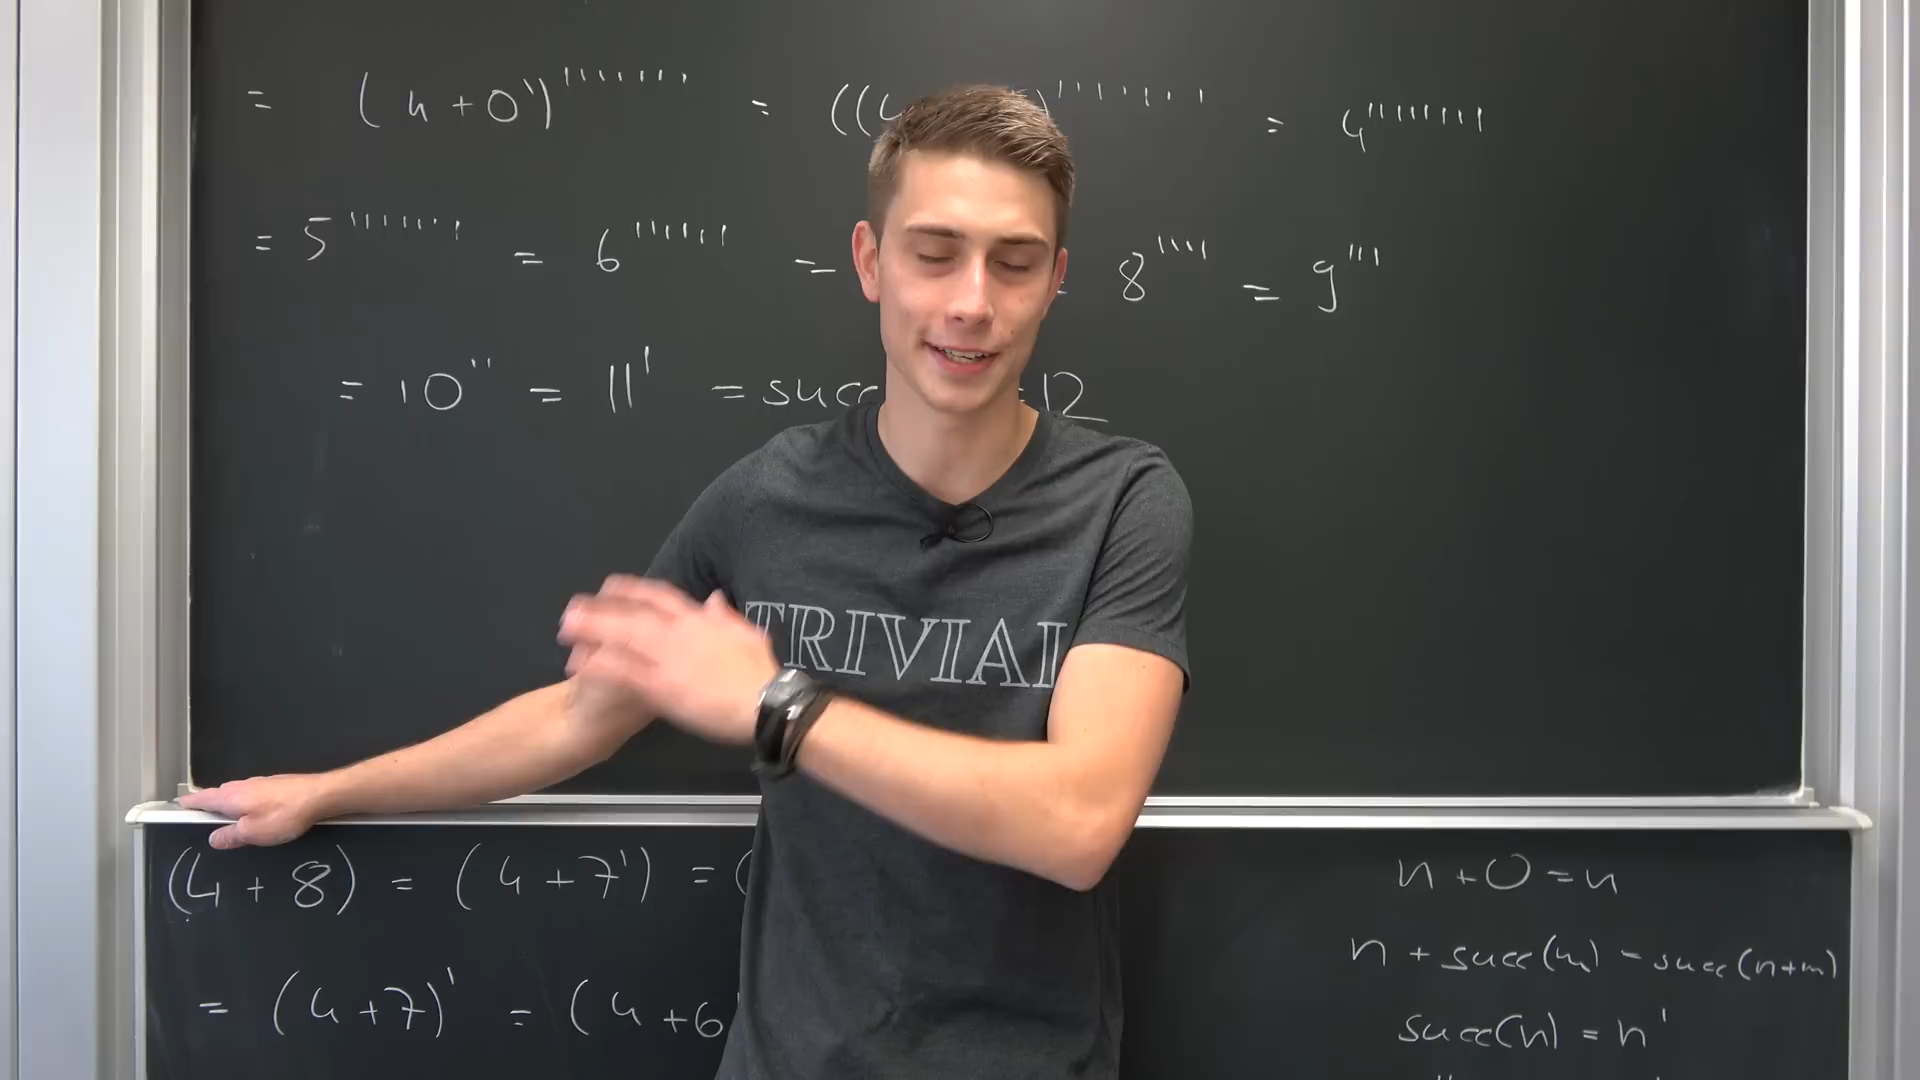 = (4+0')'''''''' = ((4 )'''''''' = 4''''''''
= 5''''''' = 6'''''' = = 8'''' = 9'''
= 10'' = 11' = succ =12
TRIVIAL
(4+8) = (4+7') = (
= (4+7)' = (4+6
n+0=n
n+succ(m) = succ(n+m)
succ(n) = n'